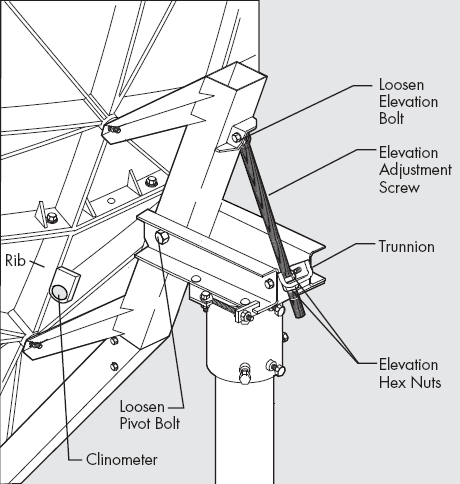 Loosen
Elevation
Bolt
Elevation
Adjustment
Screw
Rib
Trunnion
Elevation
Hex Nuts
Loosen
Pivot Bolt
Clinometer